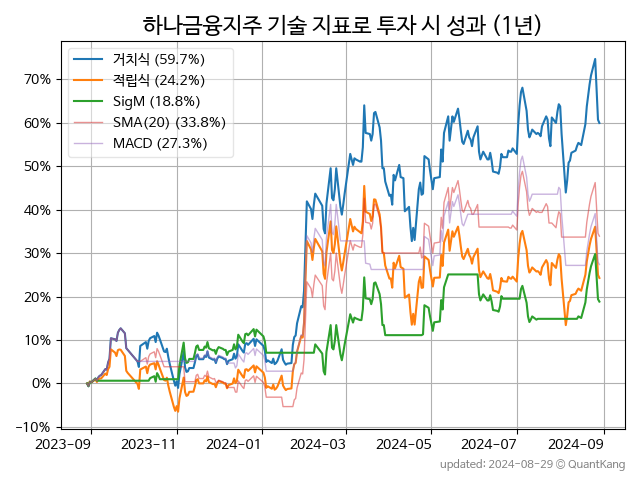 하나금융지주 기술 지표로 투자 시 성과 (1년)
거치식 (59.7%)
적립식 (24.2%)
SigM (18.8%)
SMA(20) (33.8%)
MACD (27.3%)
70%
60%
50%
40%
30%
20%
10%
0%
−10%
2023-09 2023-11 2024-01 2024-03 2024-05 2024-07 2024-09
updated: 2024-08-29 © QuantKang